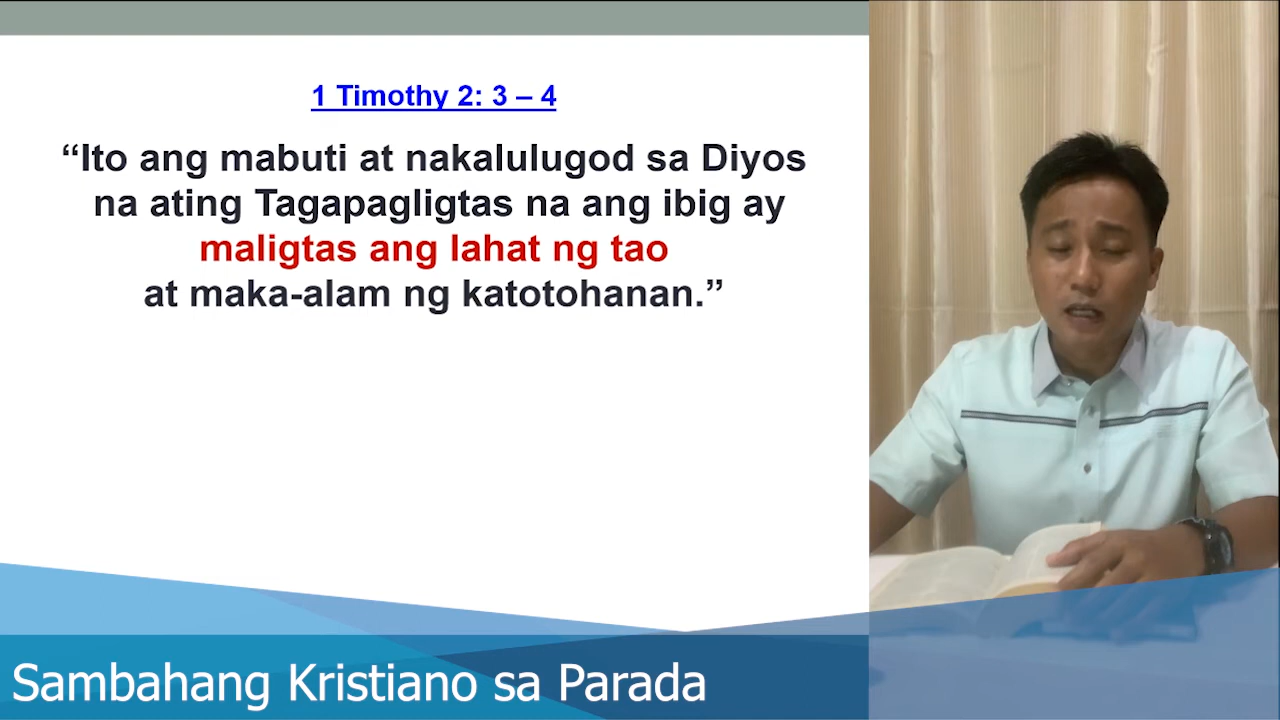 1 Timothy 2: 3 – 4
“Ito ang mabuti at nakalulugod sa Diyos
na ating Tagapagligtas na ang ibig ay
maligtas ang lahat ng tao
at maka-alam ng katotohanan.”
Sambahang Kristiano sa Parada